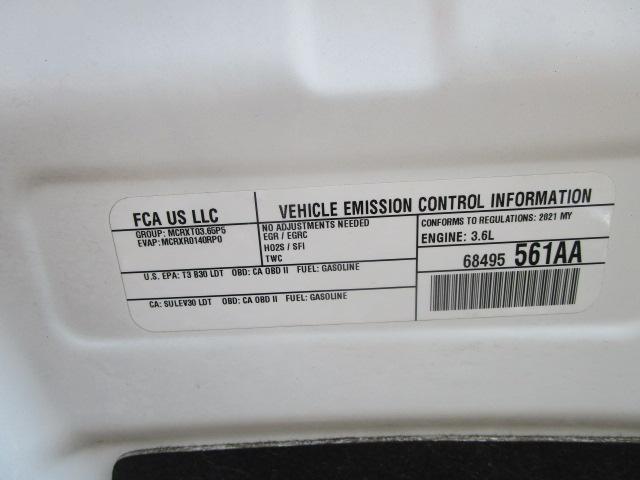 FCA US LLC
GROUP: MCRXT03.65P5
EVAP: MCRXR0140RP0
VEHICLE EMISSION CONTROL INFORMATION
NO ADJUSTMENTS NEEDED
EGR / EGRC
HO2S / SFI
TWC
CONFORMS TO REGULATIONS: 2021 MY
ENGINE: 3.6L
U.S. EPA: T3 B30 LDT OBD: CA OBD II FUEL: GASOLINE
CA: SULEV30 LDT OBD: CA OBD II FUEL: GASOLINE
68495 561AA